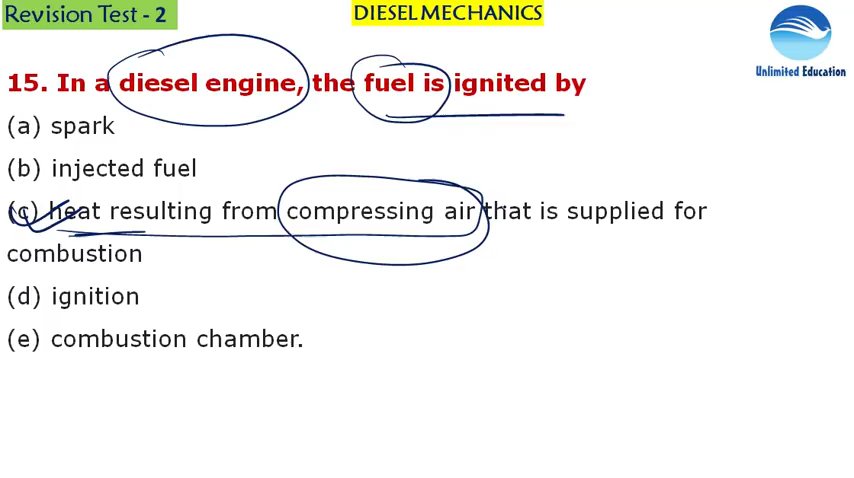 Revision Test - 2
DIESEL MECHANICS
Unlimited Education
15. In a diesel engine, the fuel is ignited by
(a) spark
(b) injected fuel
(c) heat resulting from compressing air that is supplied for
combustion
(d) ignition
(e) combustion chamber.